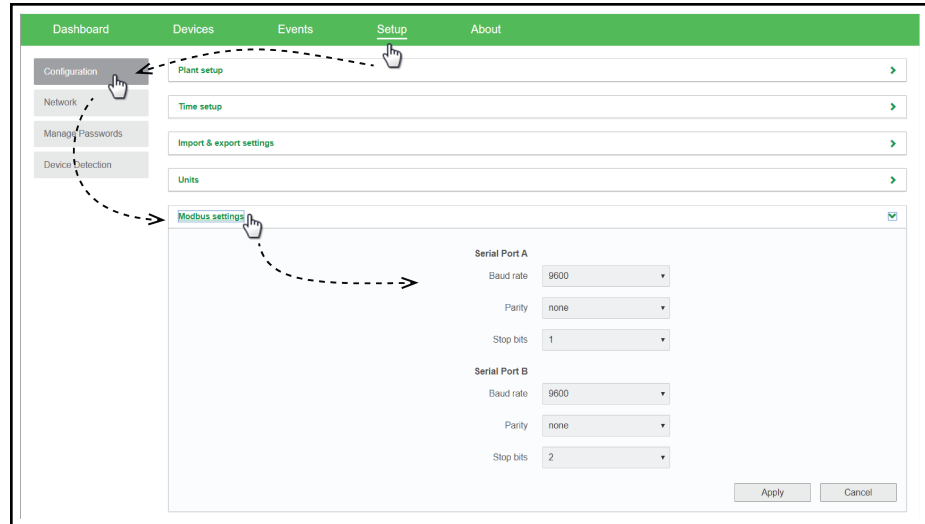 Dashboard Devices Events Setup About
Configuration
Network
Manage Passwords
Device Detection
Plant setup
Time setup
Import & export settings
Units
Modbus settings
Serial Port A
Baud rate 9600
Parity none
Stop bits 1
Serial Port B
Baud rate 9600
Parity none
Stop bits 2
Apply Cancel